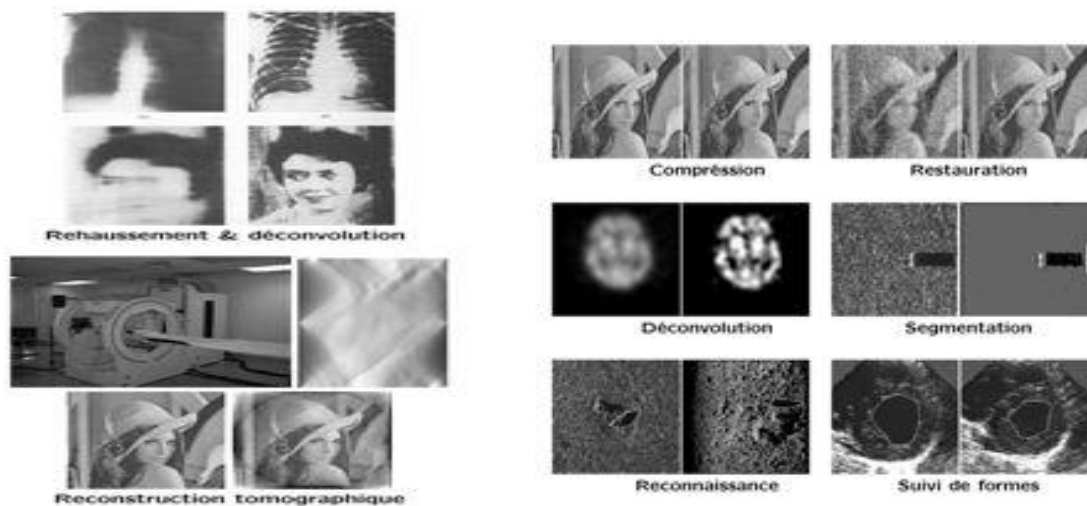 Rehaussement & déconvolution
Reconstruction tomographique
Compréssion
Restauration
Déconvolution
Segmentation
Reconnaissance
Suivi de formes